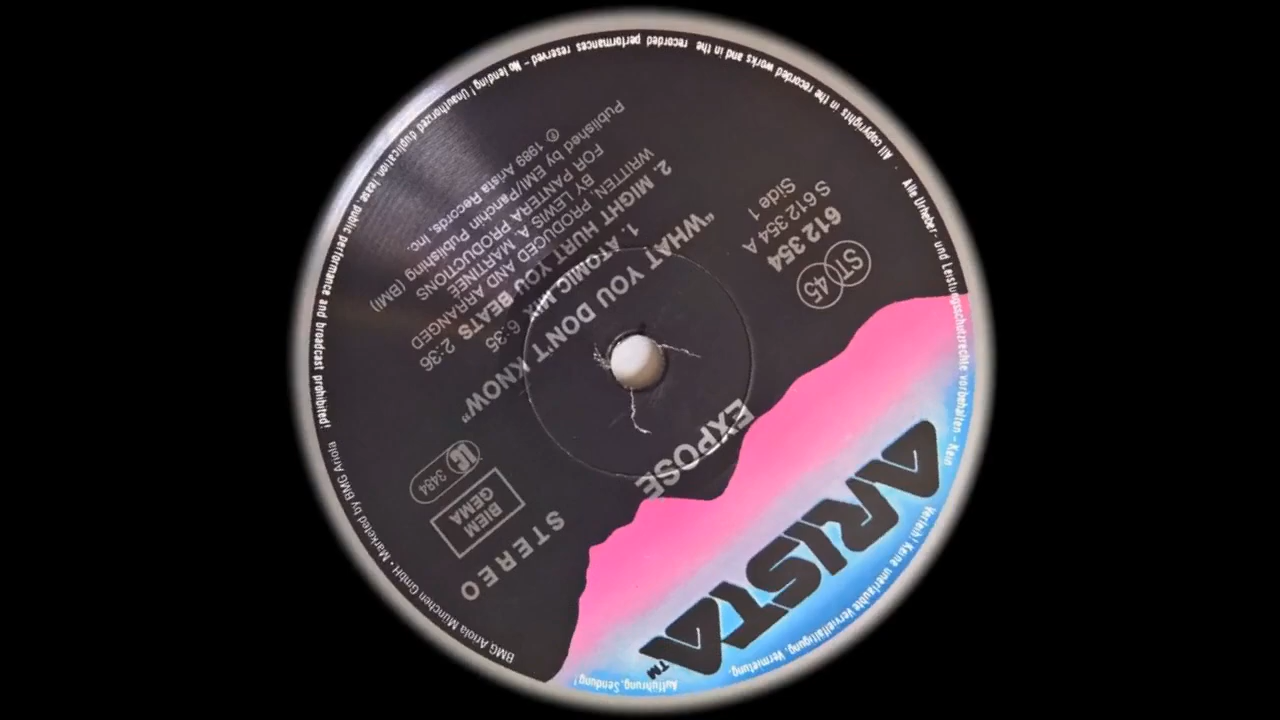 ARISTA™
EXPOSÉ
ST 45
612 354
S 612 354 A
Side 1
STEREO
BIEM
GEMA
LC 3484
"WHAT YOU DON'T KNOW"
1. ATOMIC MIX 6:35
2. MIGHT HURT YOU BEATS 2:36
WRITTEN, PRODUCED AND ARRANGED
BY LEWIS A. MARTINEÉ
FOR PANTERA PRODUCTIONS
Published by EMI/Panchin Publishing (BMI)
℗ 1989 Arista Records, Inc.
All copyrights in the recorded works and in the recorded performances reserved - No lending! Unauthorized duplication, lease, public performance and broadcast prohibited!
BMG Ariola München GmbH • Marketed by BMG Ariola
Alle Urheber- und Leistungsschutzrechte vorbehalten - Kein Verleih! Keine unerlaubte Vervielfältigung, Vermietung, Aufführung, Sendung!